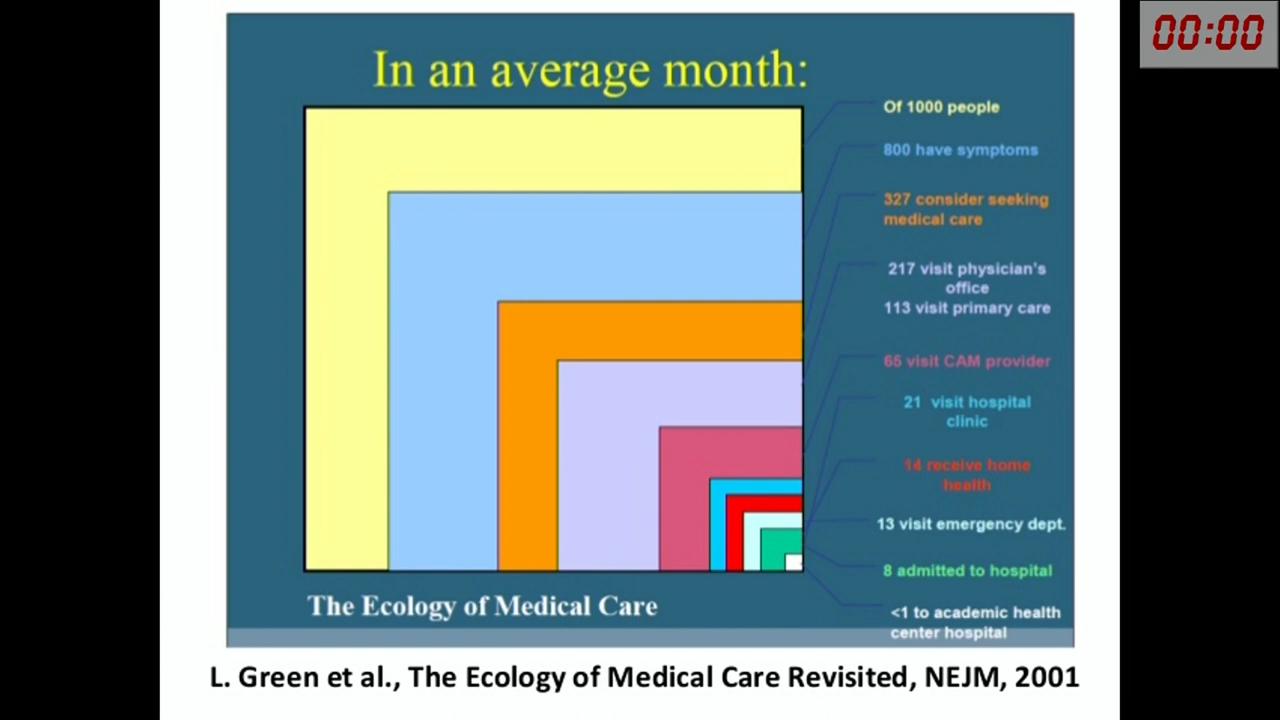 00:00
In an average month:
Of 1000 people
800 have symptoms
327 consider seeking
medical care
217 visit physician's
office
113 visit primary care
65 visit CAM provider
21 visit hospital
clinic
14 receive home
health
13 visit emergency dept.
8 admitted to hospital
<1 to academic health
center hospital
The Ecology of Medical Care
L. Green et al., The Ecology of Medical Care Revisited, NEJM, 2001